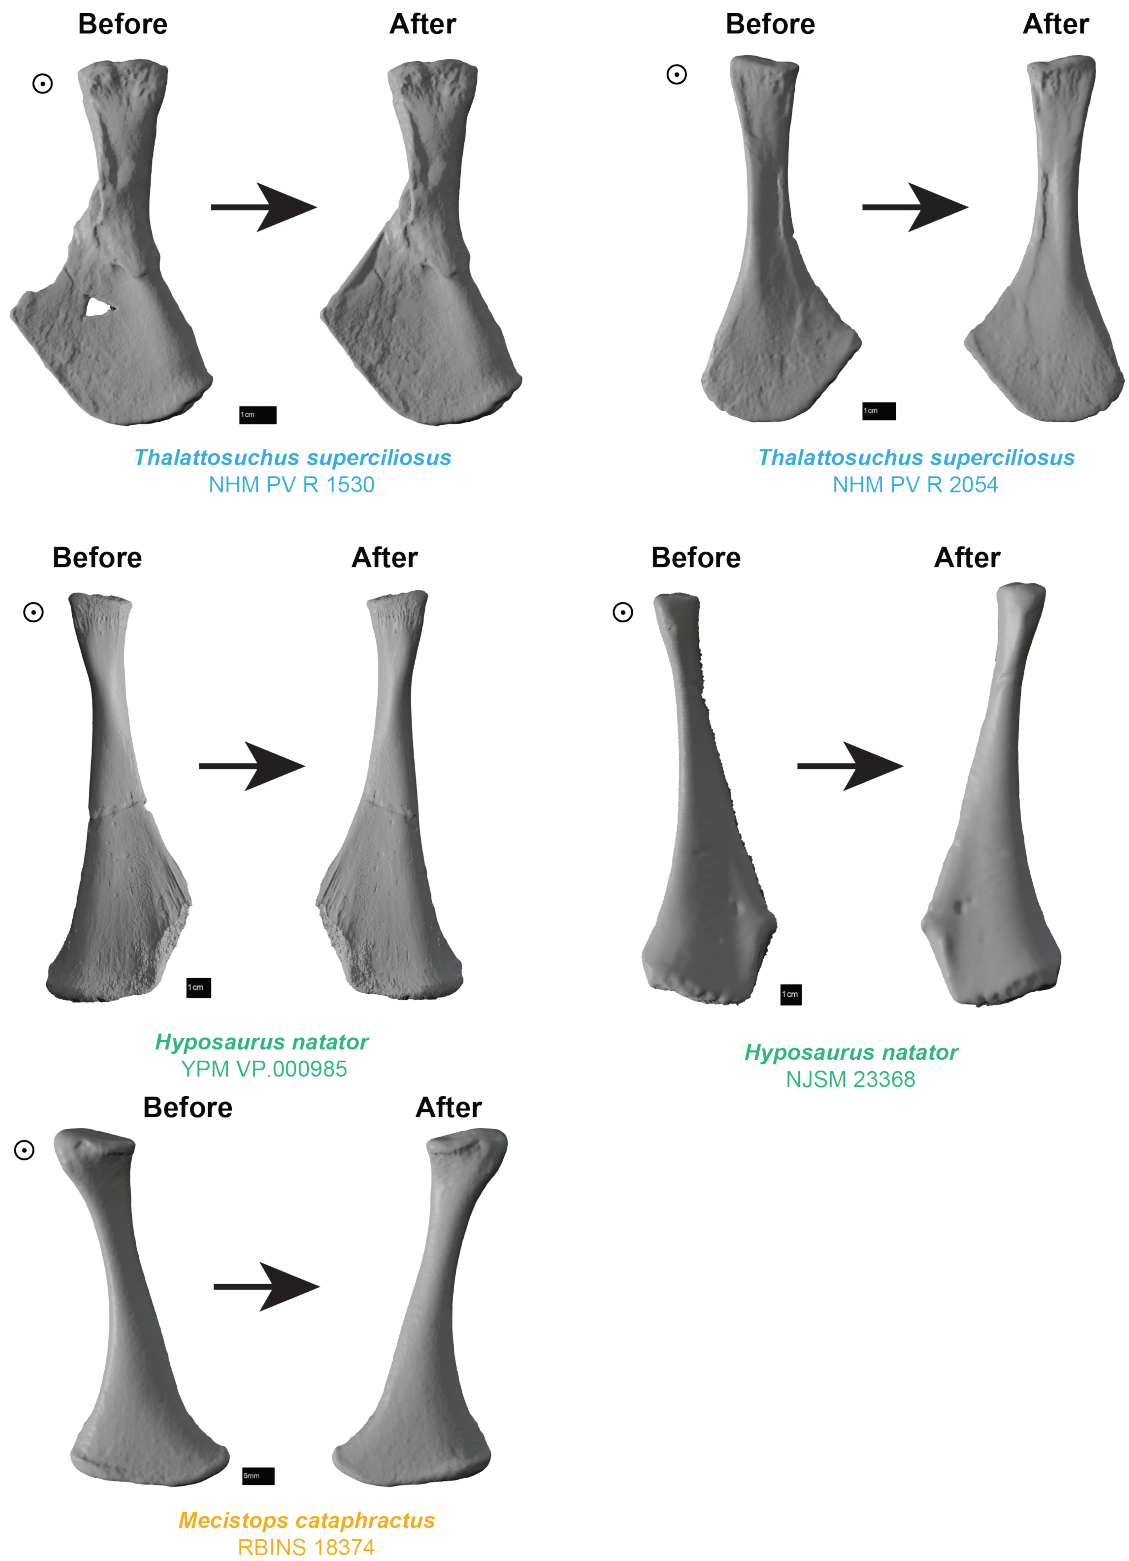 Before After Before After
1cm 1cm
Thalattosuchus superciliosus Thalattosuchus superciliosus
NHM PV R 1530 NHM PV R 2054
Before After Before After
1cm 1cm
Hyposaurus natator Hyposaurus natator
YPM VP.000985 NJSM 23368
Before After
5mm
Mecistops cataphractus
RBINS 18374